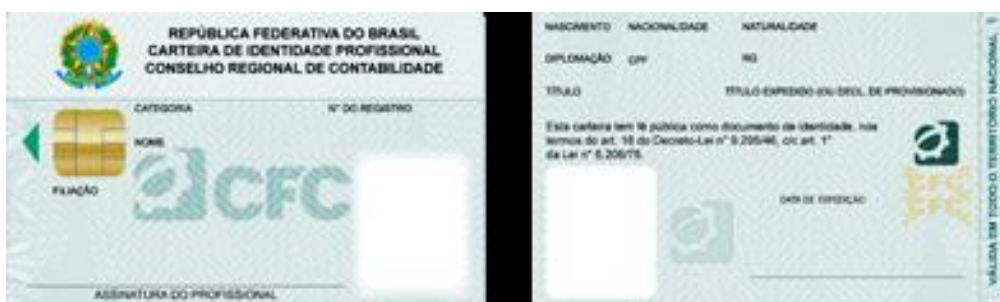 REPÚBLICA FEDERATIVA DO BRASIL
CARTEIRA DE IDENTIDADE PROFISSIONAL
CONSELHO REGIONAL DE CONTABILIDADE
CATEGORIA
Nº DO REGISTRO
NOME
FILIAÇÃO
CFC
ASSINATURA DO PROFISSIONAL
NASCIMENTO NACIONALIDADE NATURALIDADE
DIPLOMAÇÃO CPF RG
TÍTULO TÍTULO EXPEDIDO (OU DECL. DE PROVISIONADO)
Esta carteira tem fé pública como documento de identidade, nos
termos do art. 18 do Decreto-Lei nº 9.295/46, c/c art. 1º
da Lei nº 6.206/75.
CFC
CFC
DATA DE EXPEDIÇÃO
VÁLIDA EM TODO O TERRITÓRIO NACIONAL